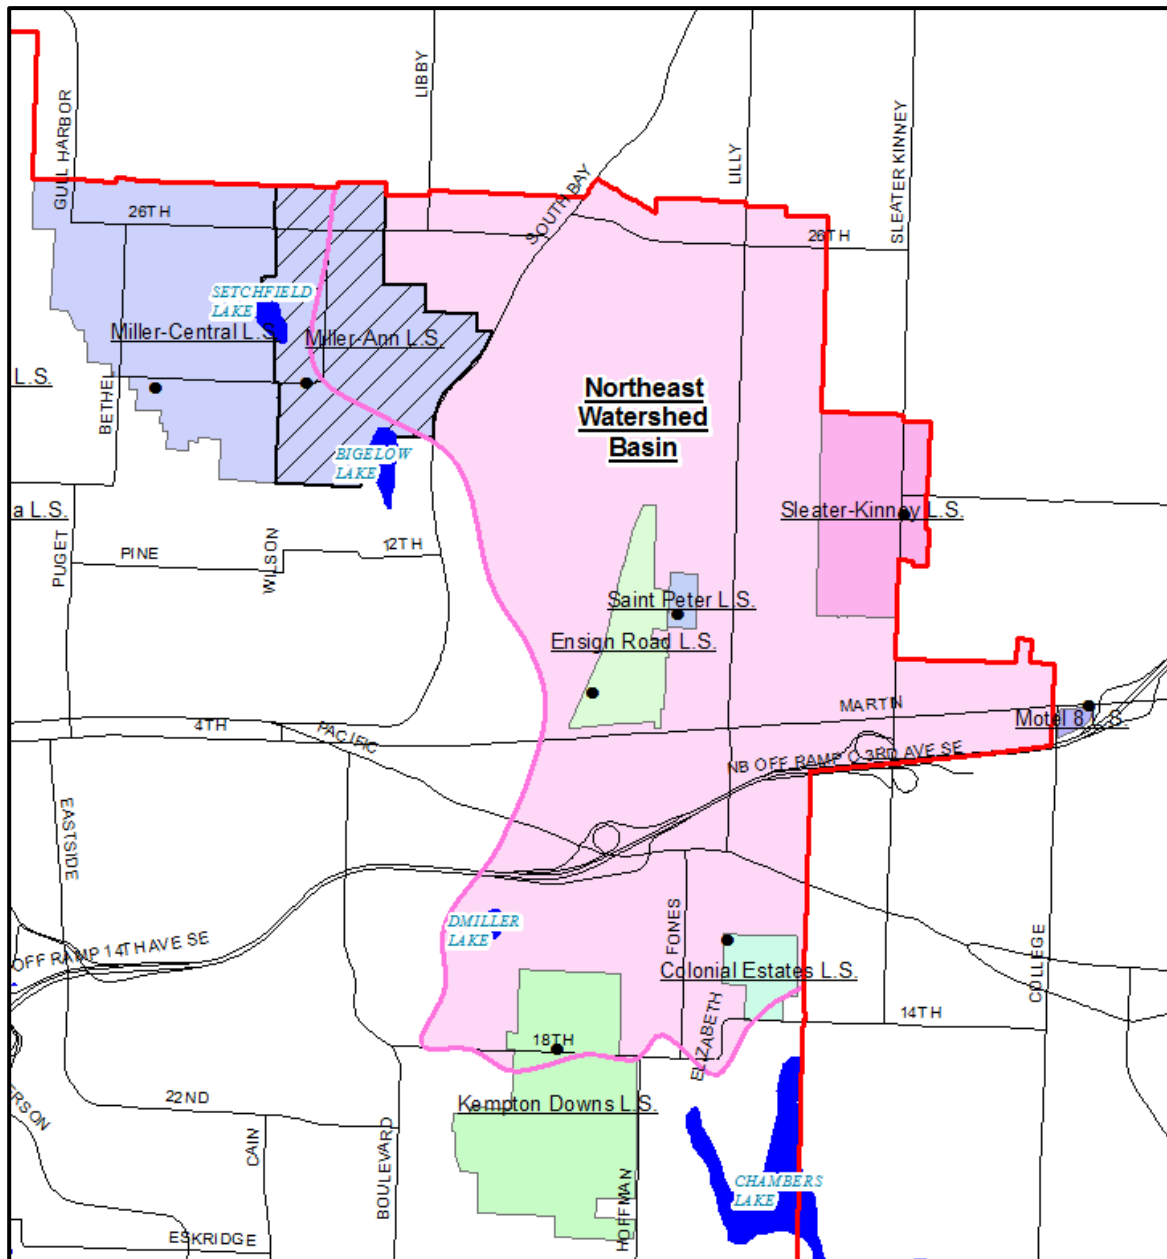 LIBBY
GULL HARBOR
SLEATER KINNEY
LILLY
SOUTH BAY
26TH
26TH
SETCHFIELD
LAKE
Miller-Central L.S.
Miller-Ann L.S.
L.S.
BETHEL
Northeast
Watershed
Basin
BIGELOW
LAKE
a L.S.
Sleater-Kinney L.S.
PUGET
PINE
WILSON
12TH
Saint Peter L.S.
Ensign Road L.S.
MARTIN
Motel 8 L.S.
4TH
PACIFIC
NB OFF RAMP O 3RD AVE SE
EASTSIDE
DMILLER
LAKE
FONES
OFF RAMP 14TH AVE SE
Colonial Estates L.S.
COLLEGE
14TH
ELIZABETH
18TH
22ND
Kempton Downs L.S.
ERSON
CAIN
BOULEVARD
HOFFMAN
CHAMBERS
LAKE
ESKRIDGE